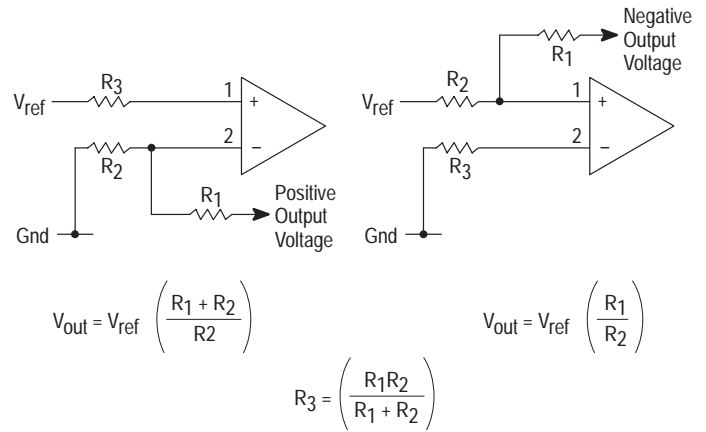 Negative
Output
Voltage
R1
R3
Vref
1
+
2
–
R2
R1
Positive
Output
Voltage
Gnd
R2
Vref
1
+
2
–
R3
Gnd
Vout = Vref ( R1 + R2 / R2 )
Vout = Vref ( R1 / R2 )
R3 = ( R1R2 / R1 + R2 )